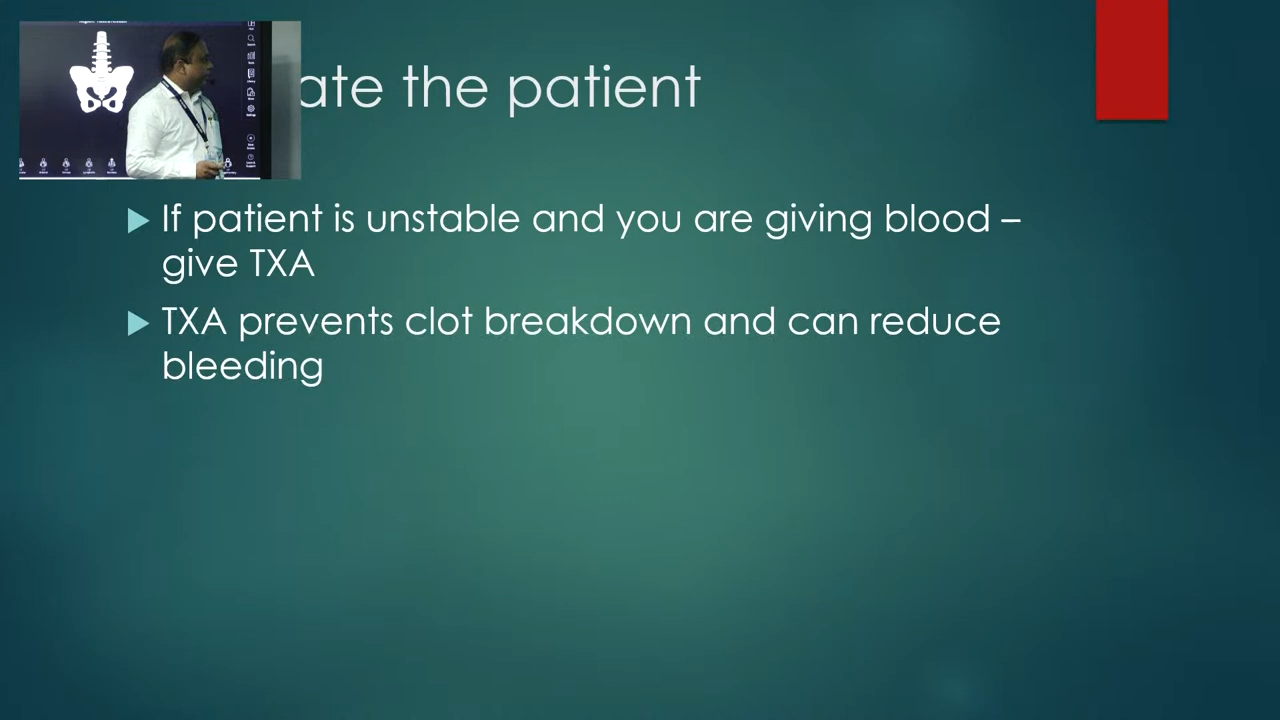 ate the patient
If patient is unstable and you are giving blood –
give TXA
TXA prevents clot breakdown and can reduce
bleeding